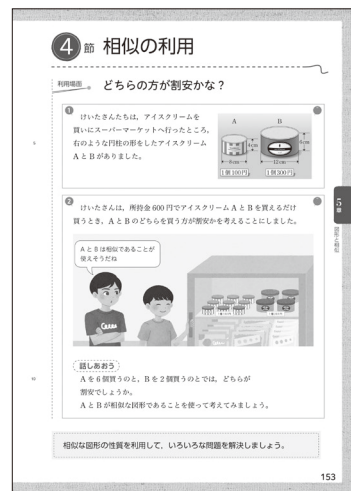 4 節 相似の利用
利用場面 どちらの方が割安かな？
1
けいたさんたちは，アイスクリームを
買いにスーパーマーケットへ行ったところ，
右のような円柱の形をしたアイスクリーム
AとBがありました。
A B
4cm
6cm
8cm
12cm
1個100円
1個300円
5
2
けいたさんは，所持金600円でアイスクリームAとBを買えるだけ
買うとき，AとBのどちらを買う方が割安かを考えることにしました。
AとBは相似であることが
使えそうだね
話しあおう
10
Aを6個買うのと，Bを2個買うのとでは，どちらが
割安でしょうか。
AとBが相似な図形であることを使って考えてみましょう。
相似な図形の性質を利用して，いろいろな問題を解決しましょう。
5章
図形と相似
153